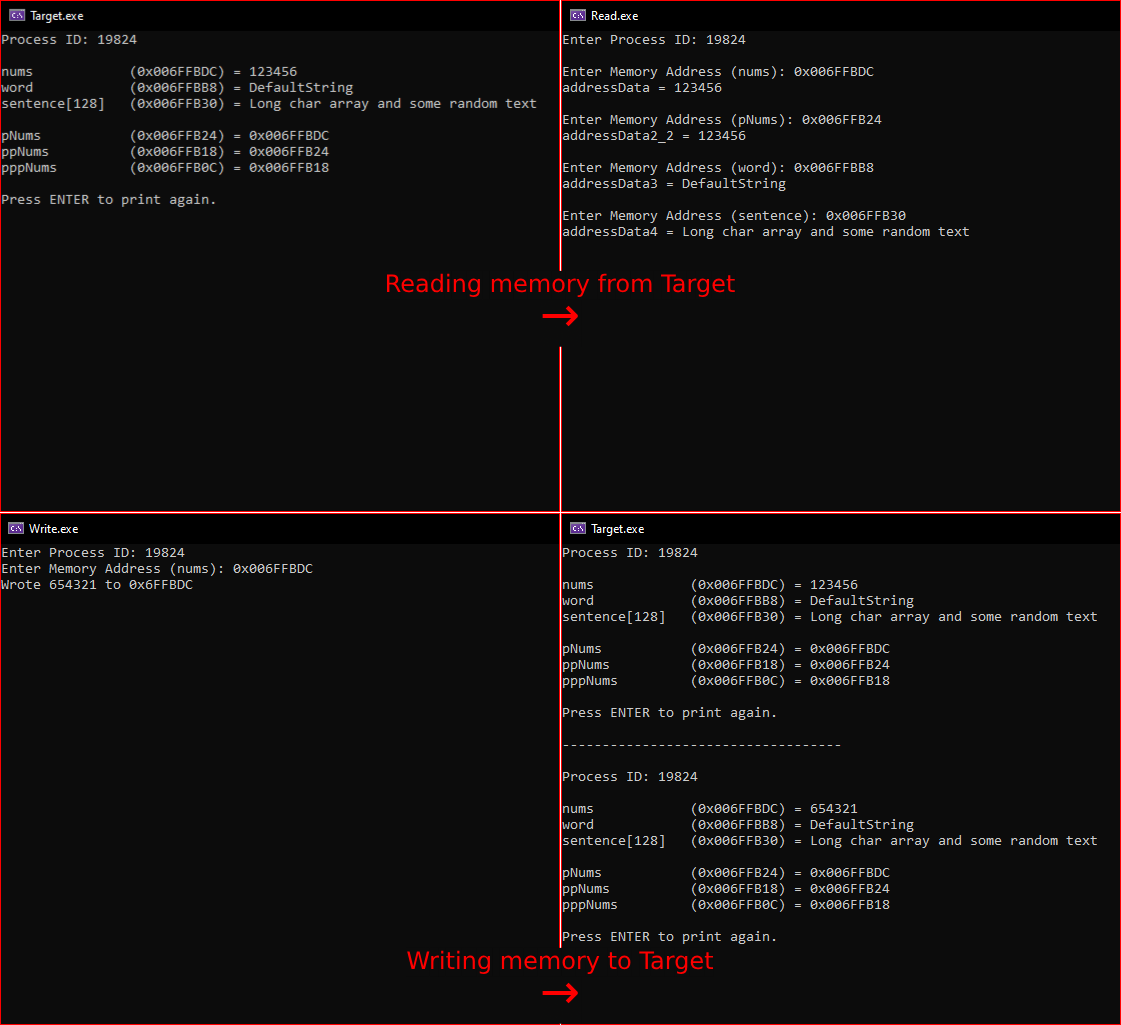 Target.exe
Process ID: 19824
nums (0x006FFBDC) = 123456
word (0x006FFBB8) = DefaultString
sentence[128] (0x006FFB30) = Long char array and some random text
pNums (0x006FFB24) = 0x006FFBDC
ppNums (0x006FFB18) = 0x006FFB24
pppNums (0x006FFB0C) = 0x006FFB18
Press ENTER to print again.
Read.exe
Enter Process ID: 19824
Enter Memory Address (nums): 0x006FFBDC
addressData = 123456
Enter Memory Address (pNums): 0x006FFB24
addressData2_2 = 123456
Enter Memory Address (word): 0x006FFBB8
addressData3 = DefaultString
Enter Memory Address (sentence): 0x006FFB30
addressData4 = Long char array and some random text
Reading memory from Target
→
Write.exe
Enter Process ID: 19824
Enter Memory Address (nums): 0x006FFBDC
Wrote 654321 to 0x6FFBDC
Target.exe
Process ID: 19824
nums (0x006FFBDC) = 123456
word (0x006FFBB8) = DefaultString
sentence[128] (0x006FFB30) = Long char array and some random text
pNums (0x006FFB24) = 0x006FFBDC
ppNums (0x006FFB18) = 0x006FFB24
pppNums (0x006FFB0C) = 0x006FFB18
Press ENTER to print again.
-----------------------------------
Process ID: 19824
nums (0x006FFBDC) = 654321
word (0x006FFBB8) = DefaultString
sentence[128] (0x006FFB30) = Long char array and some random text
pNums (0x006FFB24) = 0x006FFBDC
ppNums (0x006FFB18) = 0x006FFB24
pppNums (0x006FFB0C) = 0x006FFB18
Press ENTER to print again.
Writing memory to Target
→